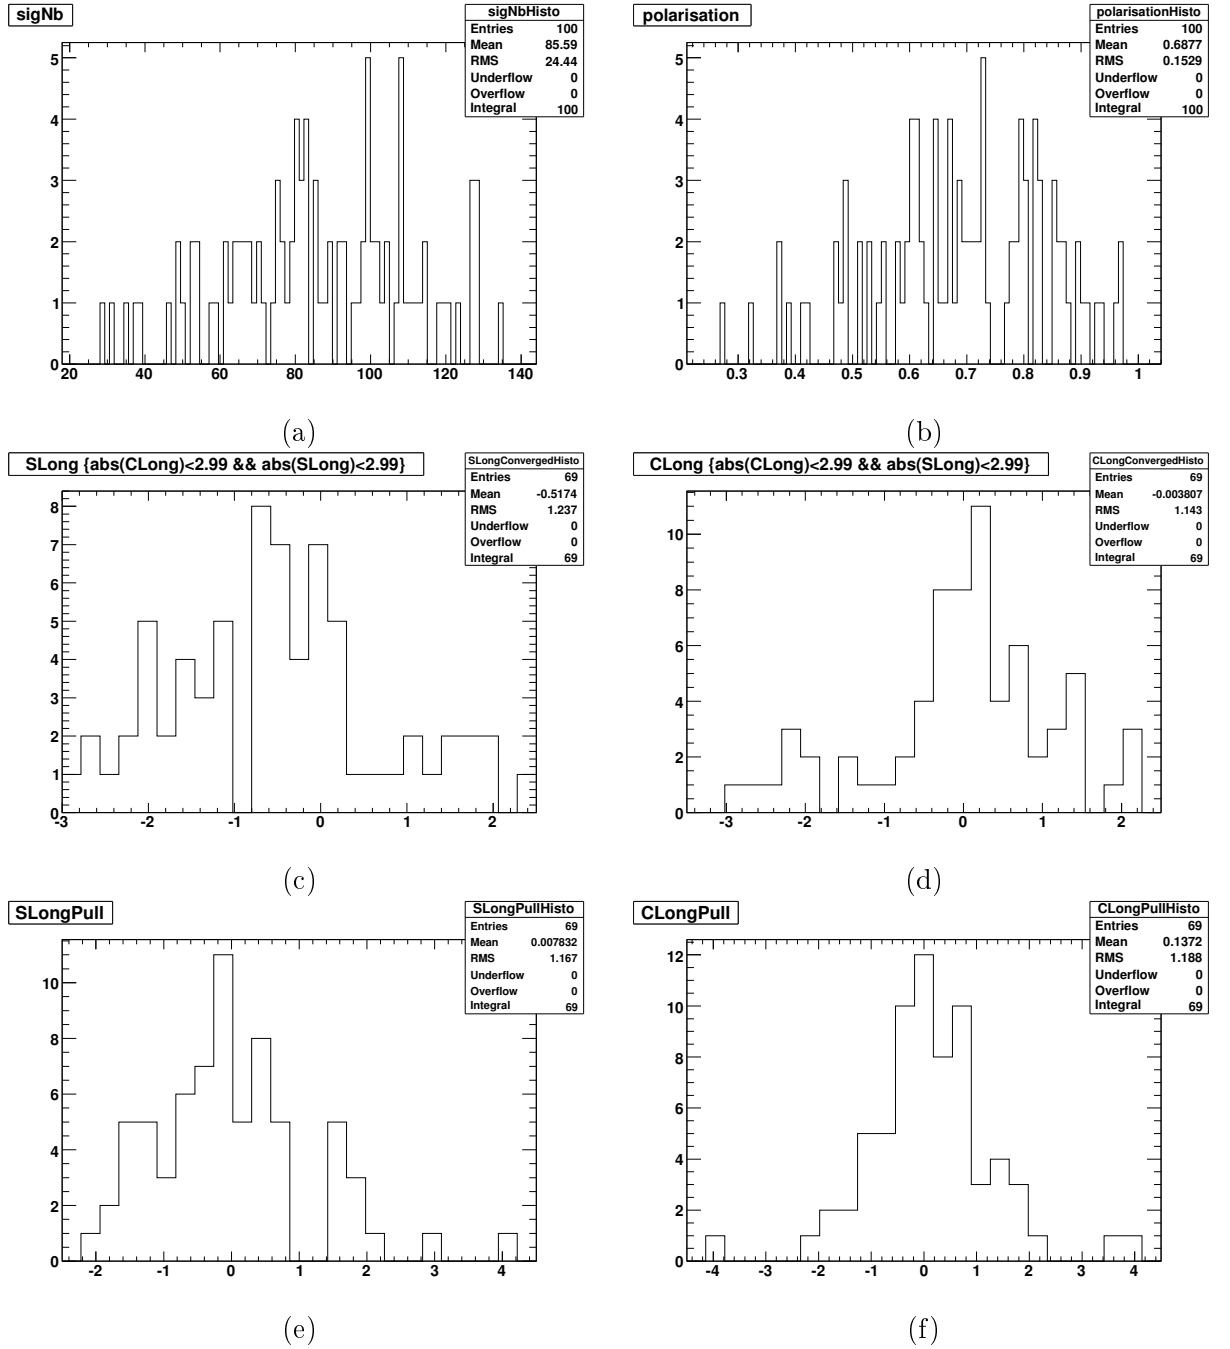 sigNb
sigNbHisto
Entries 100
Mean 85.59
RMS 24.44
Underflow 0
Overflow 0
Integral 100
5
4
3
2
1
0
20 40 60 80 100 120 140
(a)
polarisation
polarisationHisto
Entries 100
Mean 0.6877
RMS 0.1529
Underflow 0
Overflow 0
Integral 100
5
4
3
2
1
0
0.3 0.4 0.5 0.6 0.7 0.8 0.9 1
(b)
SLong {abs(CLong)<2.99 && abs(SLong)<2.99}
SLongConvergedHisto
Entries 69
Mean -0.5174
RMS 1.237
Underflow 0
Overflow 0
Integral 69
8
7
6
5
4
3
2
1
0
-3 -2 -1 0 1 2
(c)
CLong {abs(CLong)<2.99 && abs(SLong)<2.99}
CLongConvergedHisto
Entries 69
Mean -0.003807
RMS 1.143
Underflow 0
Overflow 0
Integral 69
10
8
6
4
2
0
-3 -2 -1 0 1 2
(d)
SLongPull
SLongPullHisto
Entries 69
Mean 0.007832
RMS 1.167
Underflow 0
Overflow 0
Integral 69
10
8
6
4
2
0
-2 -1 0 1 2 3 4
(e)
CLongPull
CLongPullHisto
Entries 69
Mean 0.1372
RMS 1.188
Underflow 0
Overflow 0
Integral 69
12
10
8
6
4
2
0
-4 -3 -2 -1 0 1 2 3 4
(f)